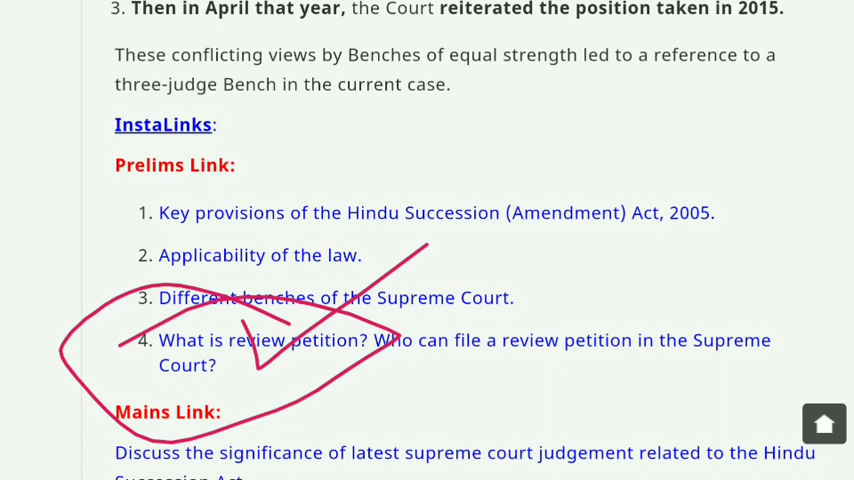 3. Then in April that year, the Court reiterated the position taken in 2015.
These conflicting views by Benches of equal strength led to a reference to a
three-judge Bench in the current case.
InstaLinks:
Prelims Link:
1. Key provisions of the Hindu Succession (Amendment) Act, 2005.
2. Applicability of the law.
3. Different benches of the Supreme Court.
4. What is review petition? Who can file a review petition in the Supreme
Court?
Mains Link:
Discuss the significance of latest supreme court judgement related to the Hindu
Succession Act